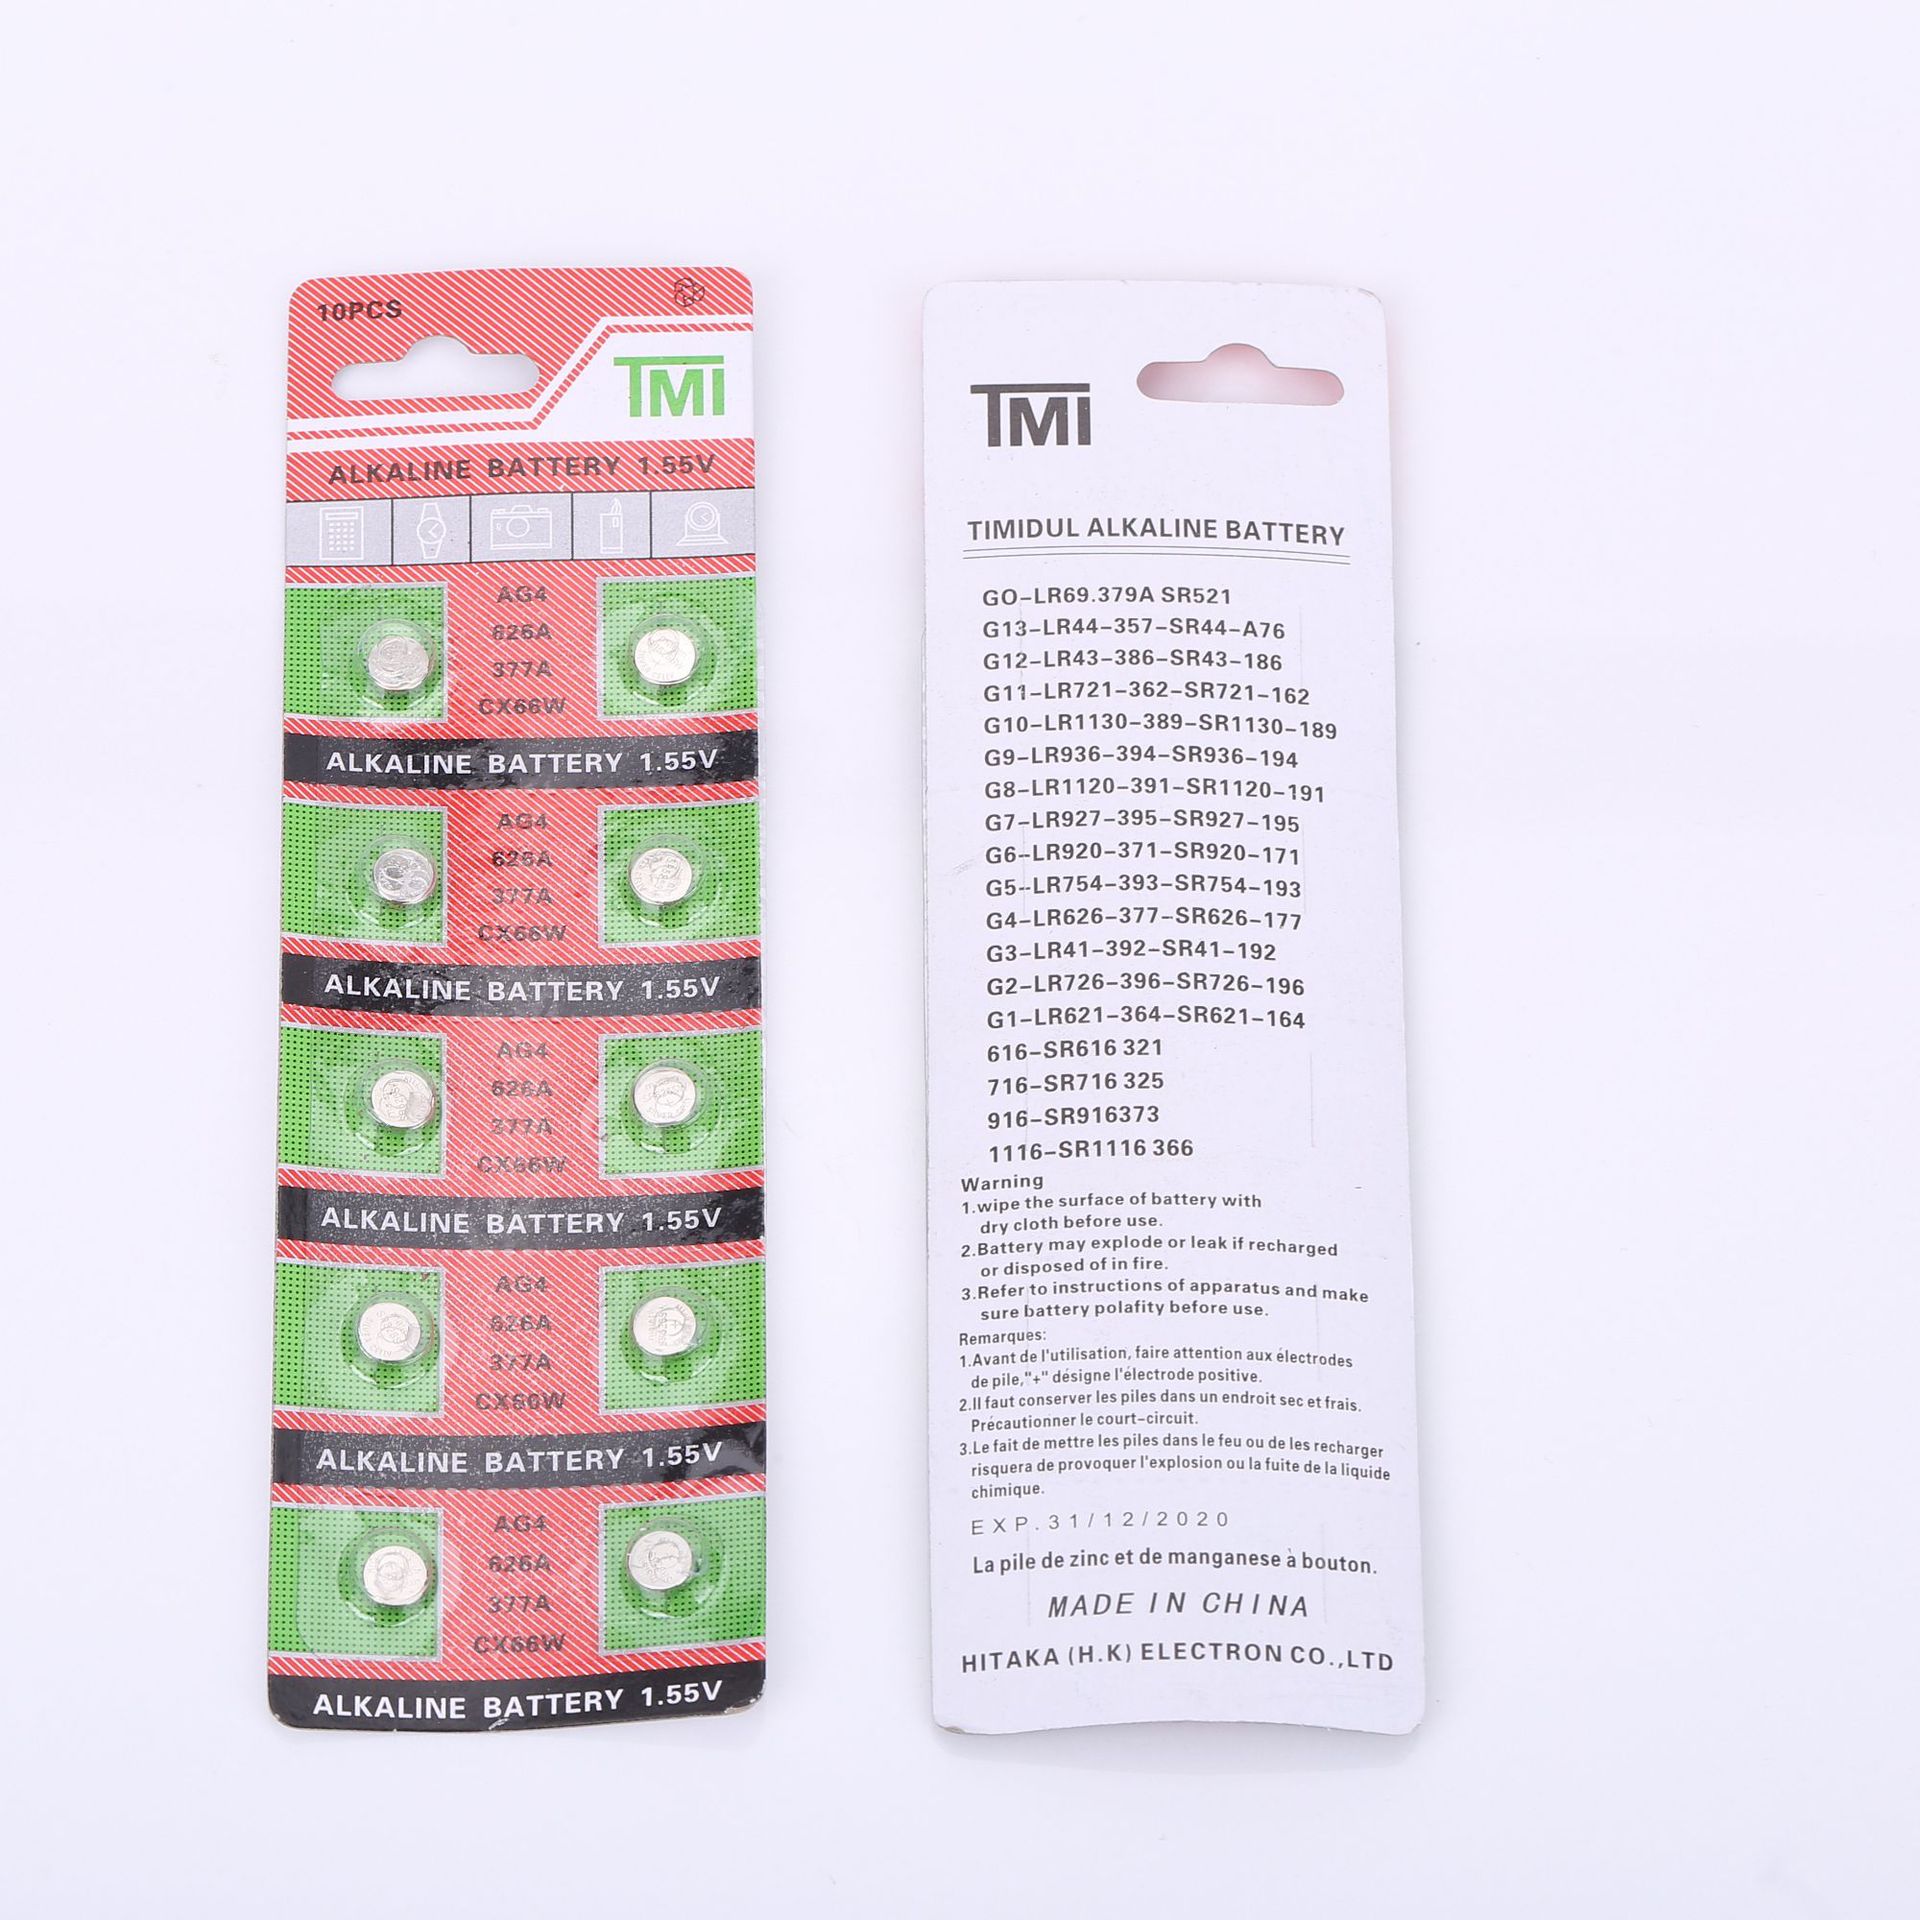 10PCS
TMI
ALKALINE BATTERY 1.55V
AG4
626A
377A
CX66W
ALKALINE BATTERY 1.55V
AG4
626A
377A
CX66W
ALKALINE BATTERY 1.55V
AG4
626A
377A
CX66W
ALKALINE BATTERY 1.55V
AG4
626A
377A
CX66W
ALKALINE BATTERY 1.55V
AG4
626A
377A
CX66W
ALKALINE BATTERY 1.55V
TMI
TIMIDUL ALKALINE BATTERY
GO-LR69.379A SR521
G13-LR44-357-SR44-A76
G12-LR43-386-SR43-186
G11-LR721-362-SR721-162
G10-LR1130-389-SR1130-189
G9-LR936-394-SR936-194
G8-LR1120-391-SR1120-191
G7-LR927-395-SR927-195
G6-LR920-371-SR920-171
G5-LR754-393-SR754-193
G4-LR626-377-SR626-177
G3-LR41-392-SR41-192
G2-LR726-396-SR726-196
G1-LR621-364-SR621-164
616-SR616 321
716-SR716 325
916-SR916373
1116-SR1116 366
Warning
1.wipe the surface of battery with
dry cloth before use.
2.Battery may explode or leak if recharged
or disposed of in fire.
3.Refer to instructions of apparatus and make
sure battery polafity before use.
Remarques:
1.Avant de l'utilisation, faire attention aux électrodes
de pile,"+" désigne l'électrode positive.
2.Il faut conserver les piles dans un endroit sec et frais.
Précautionner le court-circuit.
3.Le fait de mettre les piles dans le feu ou de les recharger
risquera de provoquer l'explosion ou la fuite de la liquide
chimique.
EXP.31/12/2020
La pile de zinc et de manganese à bouton.
MADE IN CHINA
HITAKA (H.K) ELECTRON CO.,LTD